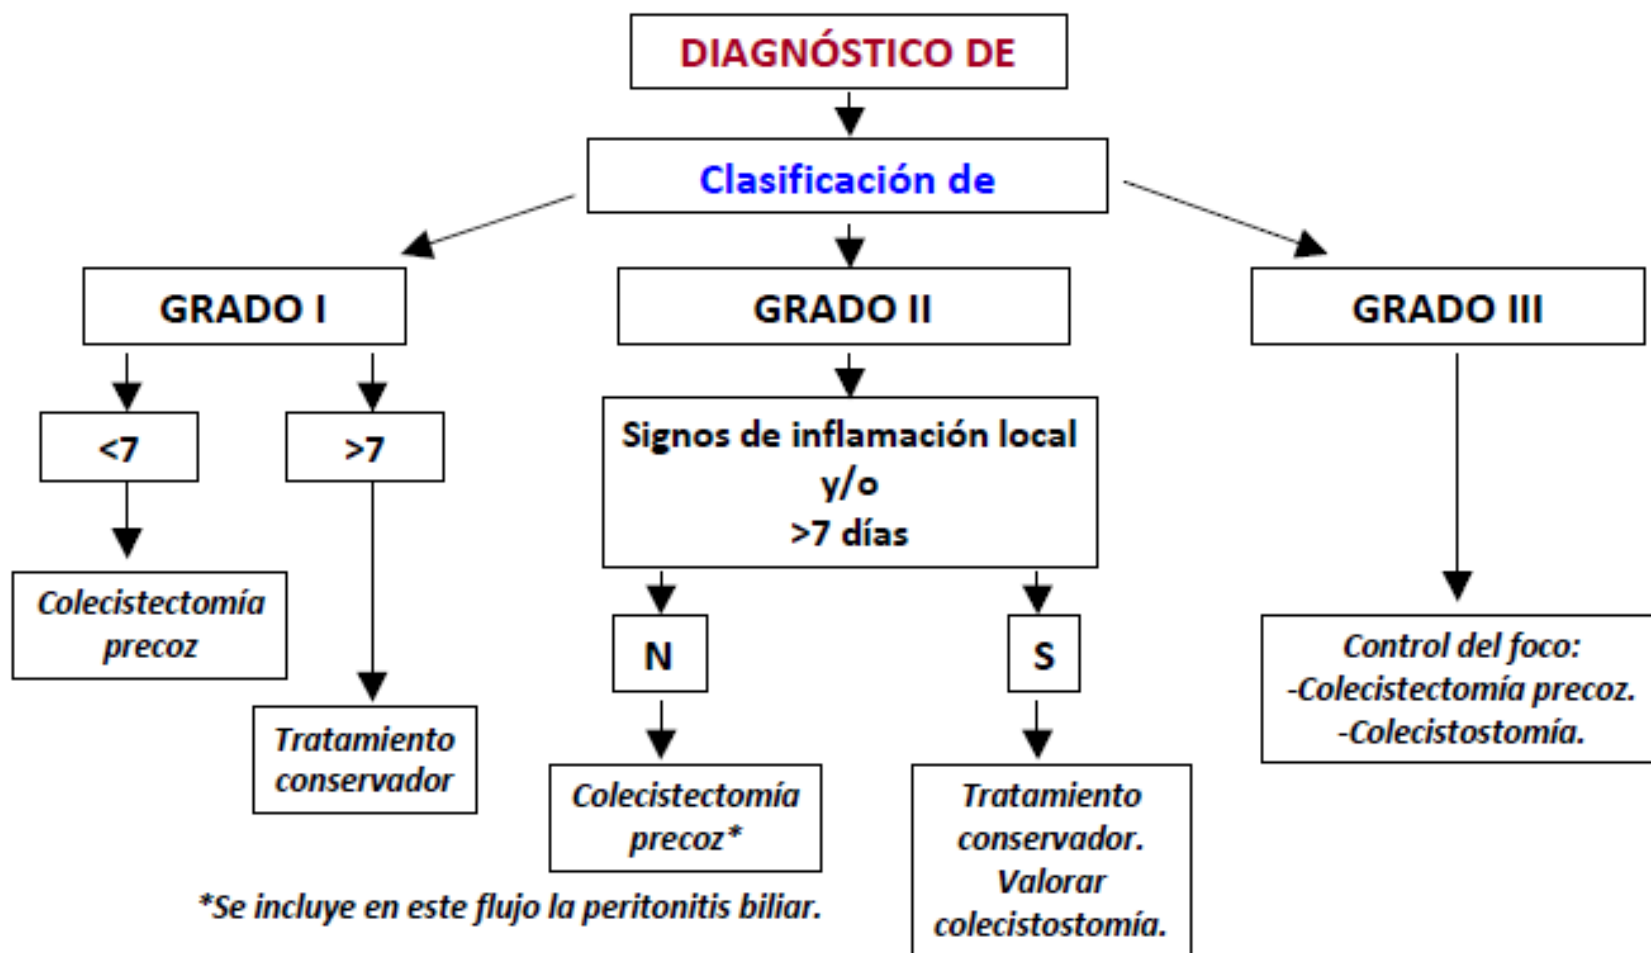 DIAGNÓSTICO DE
Clasificación de
GRADO I
GRADO II
GRADO III
<7
>7
Signos de inflamación local
y/o
>7 días
Colecistectomía
precoz
Tratamiento
conservador
N
S
Colecistectomía
precoz*
Tratamiento
conservador.
Valorar
colecistostomía.
Control del foco:
-Colecistectomía precoz.
-Colecistostomía.
*Se incluye en este flujo la peritonitis biliar.